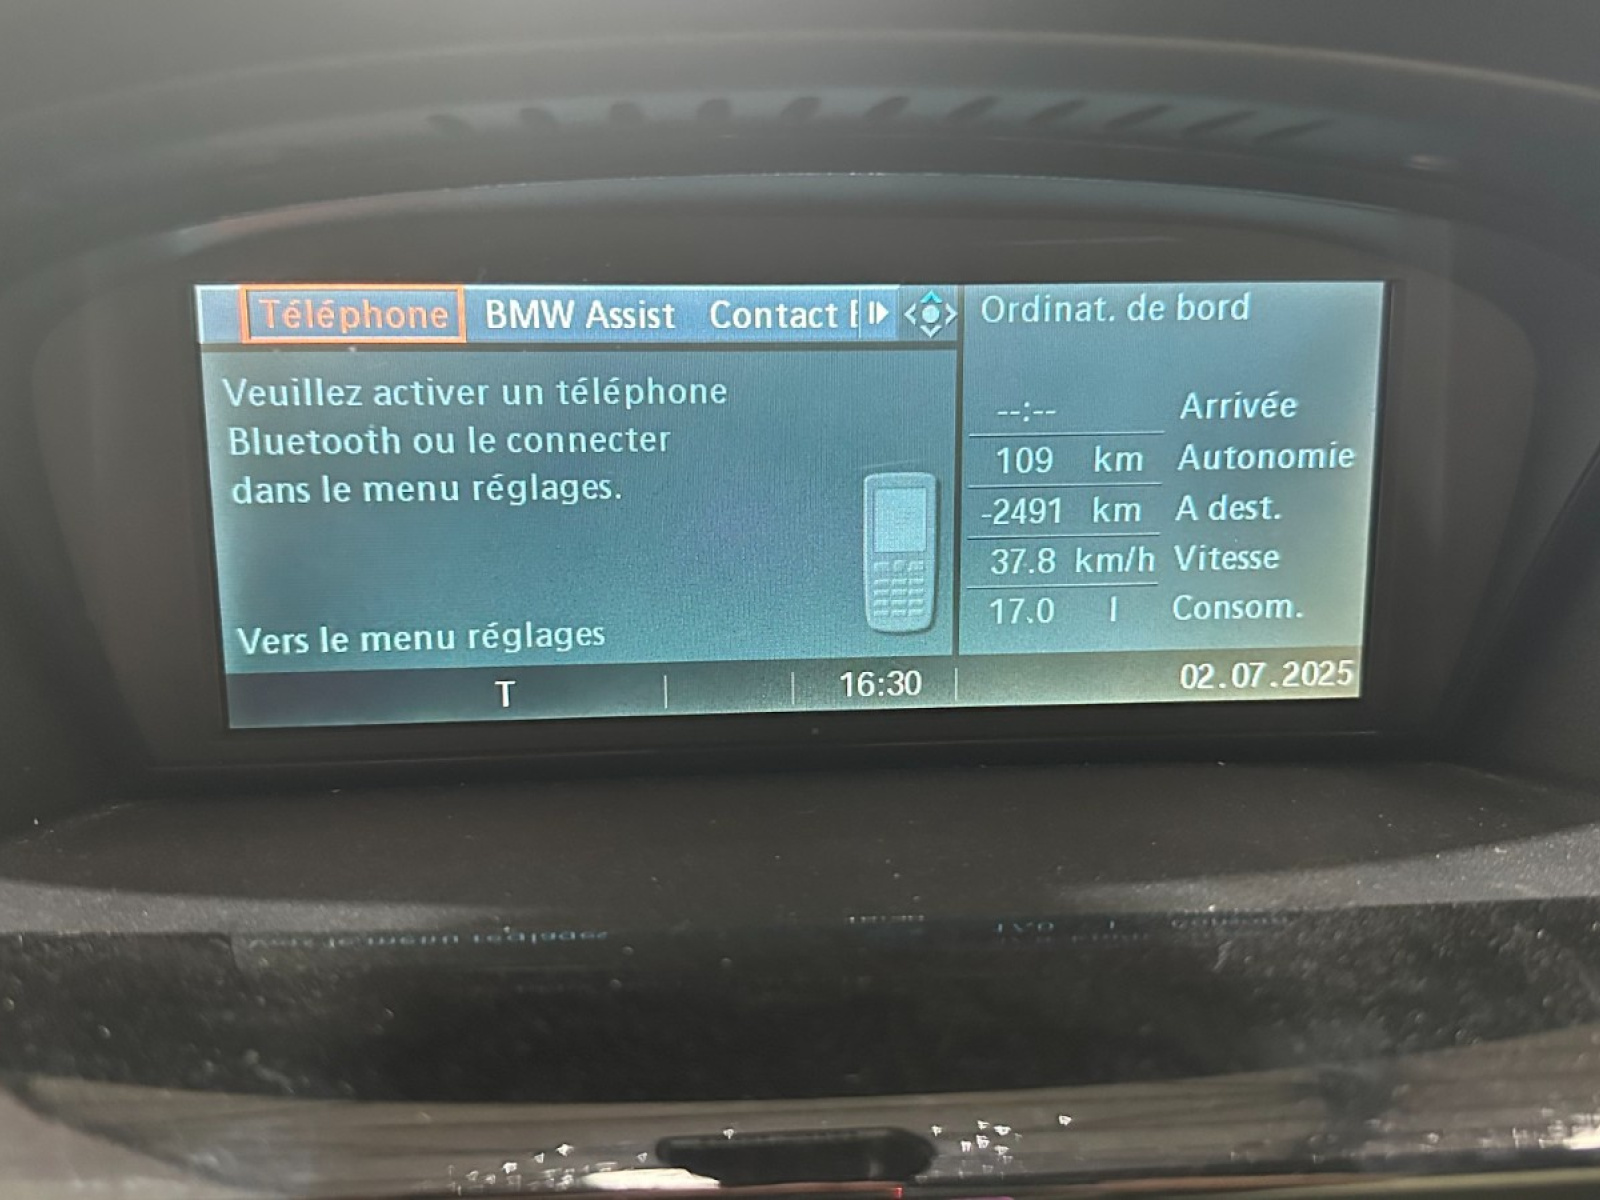 Téléphone BMW Assist Contact
Veuillez activer un téléphone
Bluetooth ou le connecter
dans le menu réglages.
Vers le menu réglages
Ordinat. de bord
--:-- Arrivée
109 km Autonomie
-2491 km A dest.
37.8 km/h Vitesse
17.0 l Consom.
T 16:30 02.07.2025